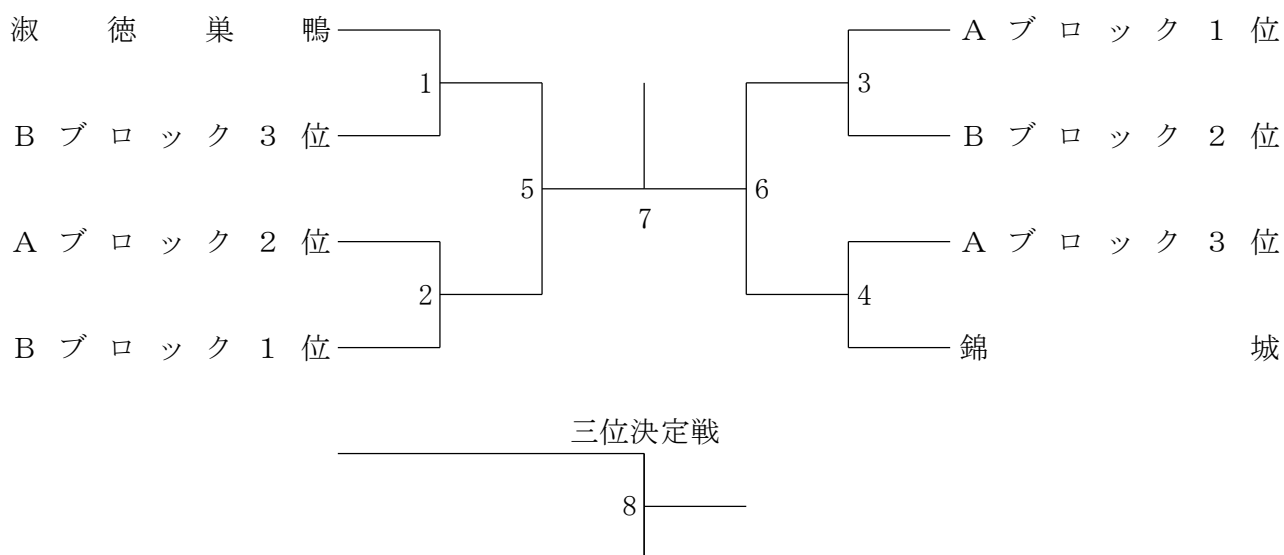 淑徳巣鴨
Aブロック1位
1
3
Bブロック3位
Bブロック2位
5
6
7
Aブロック2位
Aブロック3位
2
4
Bブロック1位
錦城
三位決定戦
8